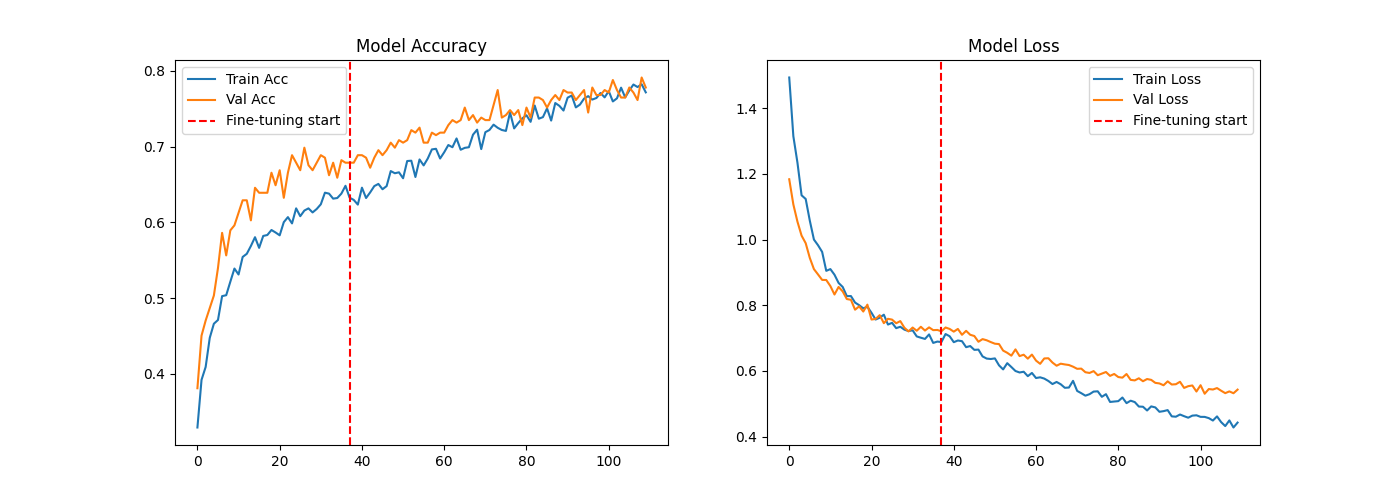 Model Accuracy
0.8
0.7
0.6
0.5
0.4
0
20
40
60
80
100
Train Acc
Val Acc
Fine-tuning start
Model Loss
1.4
1.2
1.0
0.8
0.6
0.4
0
20
40
60
80
100
Train Loss
Val Loss
Fine-tuning start